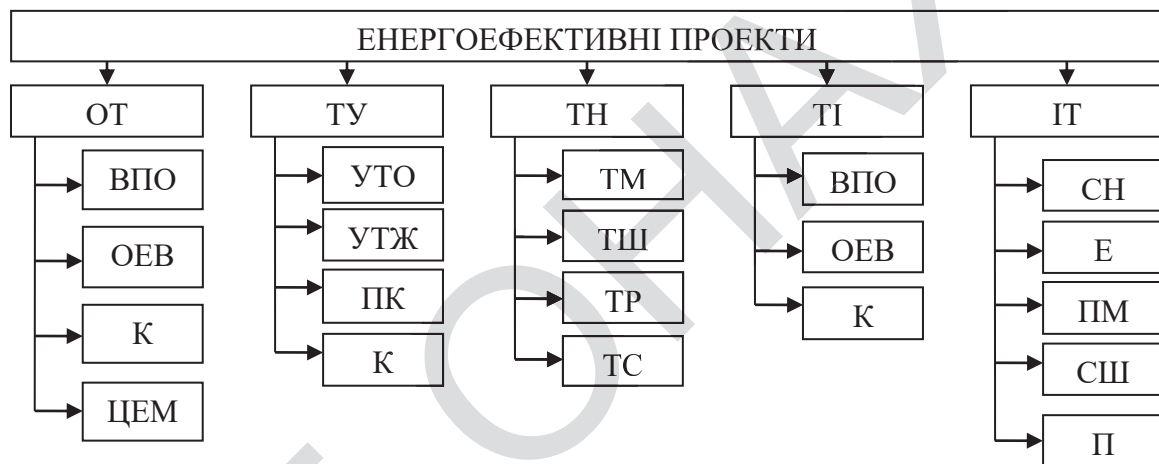 ЕНЕРГОЕФЕКТИВНІ ПРОЕКТИ
ОТ
ВПО
ОЕВ
К
ЦЕМ
ТУ
УТО
УТЖ
ПК
К
ТН
ТМ
ТШ
ТР
ТС
ТІ
ВПО
ОЕВ
К
ІТ
СН
Е
ПМ
СШ
П